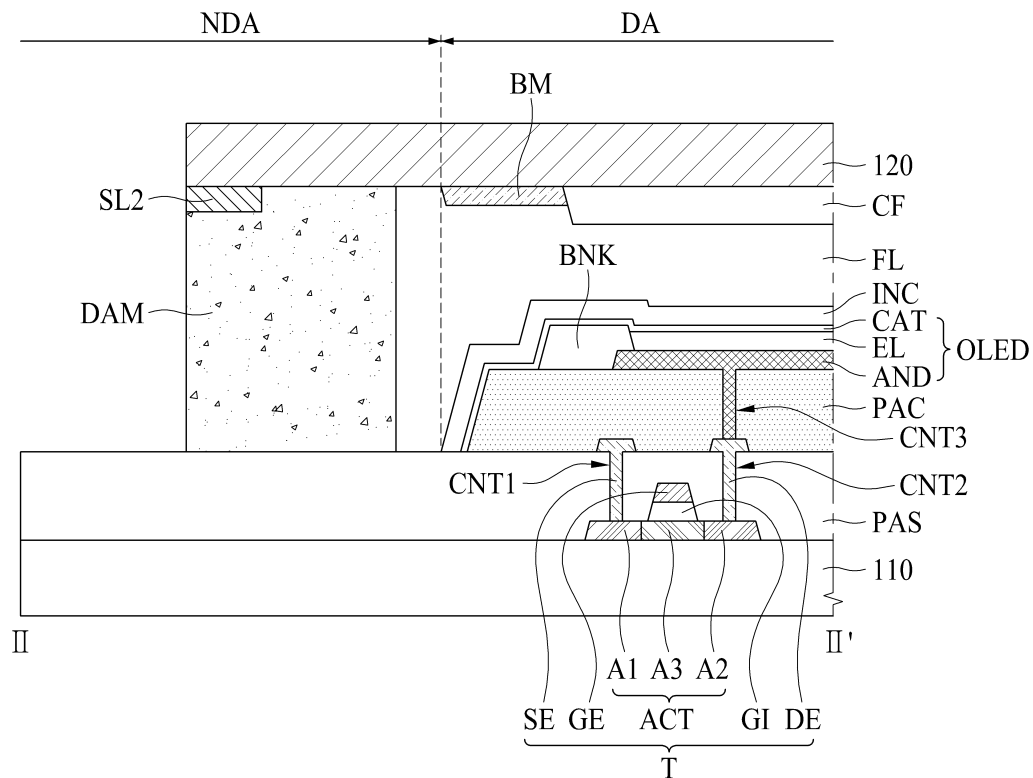 NDA DA
BM
120
SL2
CF
BNK
FL
INC
DAM
CAT
EL OLED
AND
PAC
CNT3
CNT1 CNT2
PAS
110
II II'
A1 A3 A2
SE GE ACT GI DE
T